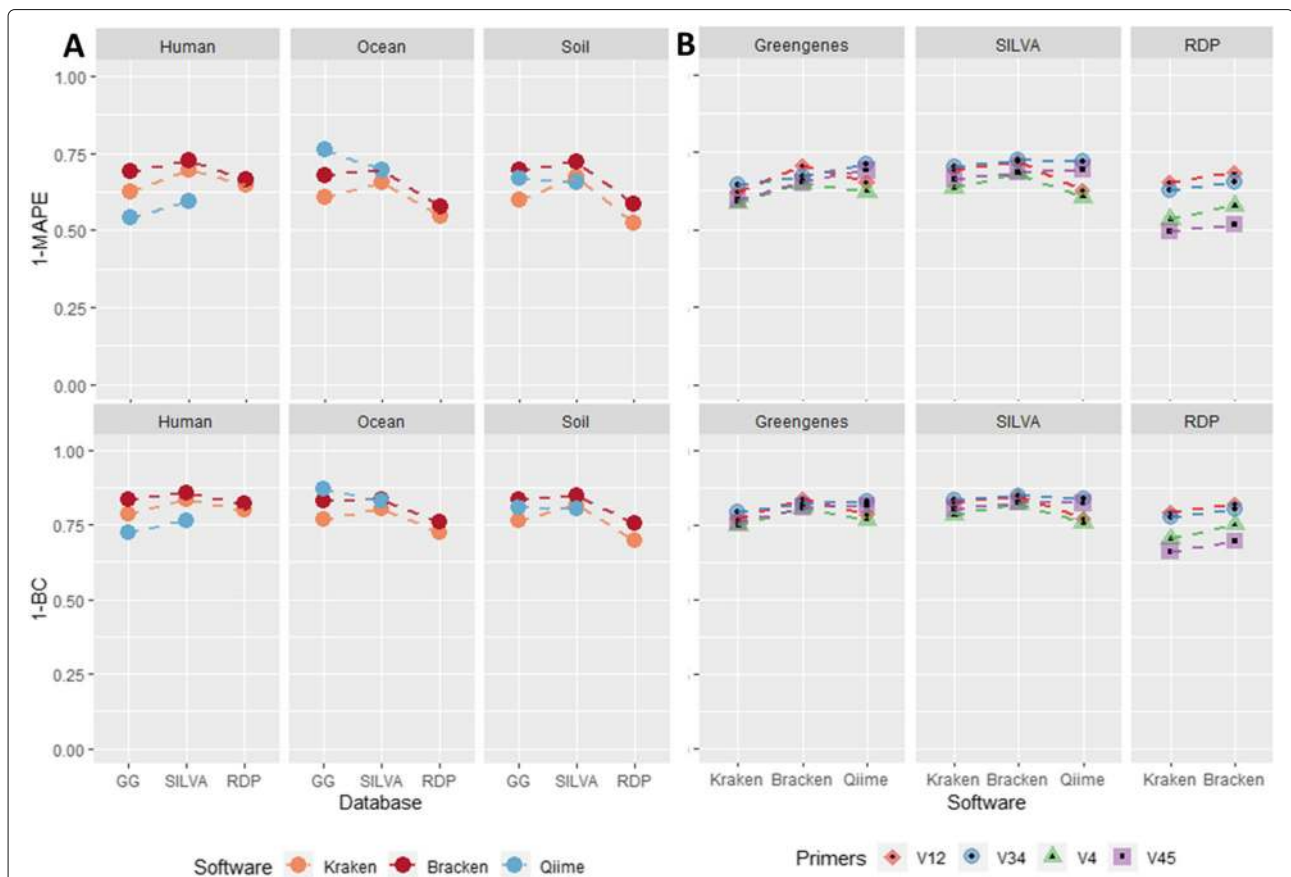 A
Human Ocean Soil
B
Greengenes SILVA RDP
1.00
0.75
0.50
0.25
0.00
1-MAPE
Human Ocean Soil
Greengenes SILVA RDP
1.00
0.75
0.50
0.25
0.00
1-BC
GG SILVA RDP GG SILVA RDP GG SILVA RDP
Database
Kraken Bracken Qiime Kraken Bracken Qiime Kraken Bracken
Software
Software Kraken Bracken Qiime
Primers V12 V34 V4 V45